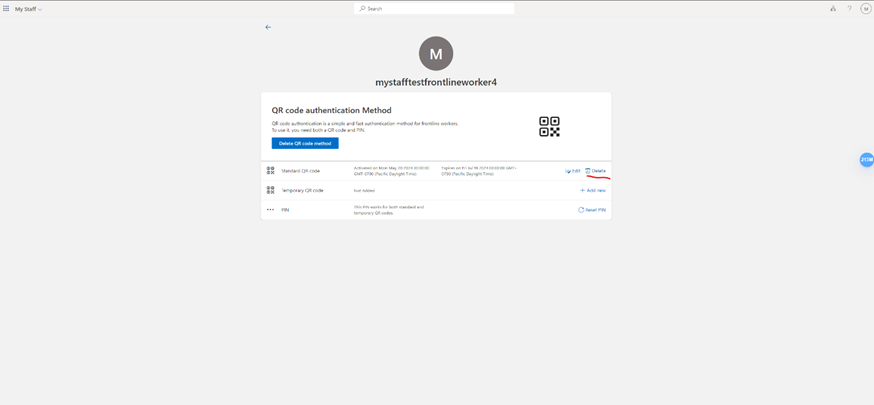 My Staff
Search
?
M
M
mystafftestfrontlineworker4
QR code authentication Method
QR code authentication is a simple and fast authentication method for frontline workers.
To use it, you need both a QR code and PIN.
Delete QR code method
Standard QR code
Activated on Mon May 20 2024 00:00:00
GMT-0700 (Pacific Daylight Time)
Expires on Fri Jul 2024 00:00:00 GMT-
0700 (Pacific Daylight Time)
Edit
Delete
Temporary QR code
Not Added
Add new
PIN
This PIN works for both standard and
temporary QR codes.
Reset PIN